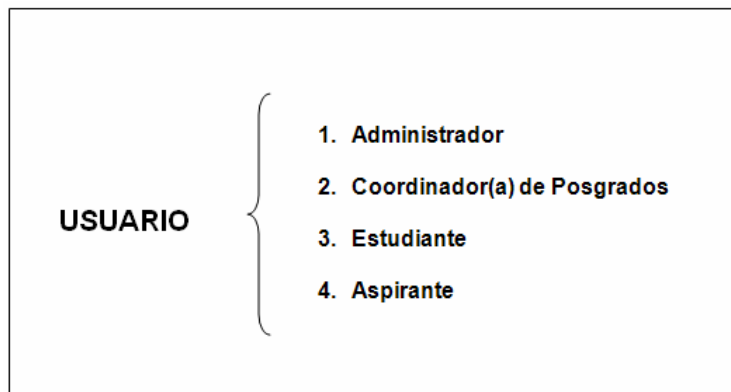 USUARIO
1. Administrador
2. Coordinador(a) de Posgrados
3. Estudiante
4. Aspirante